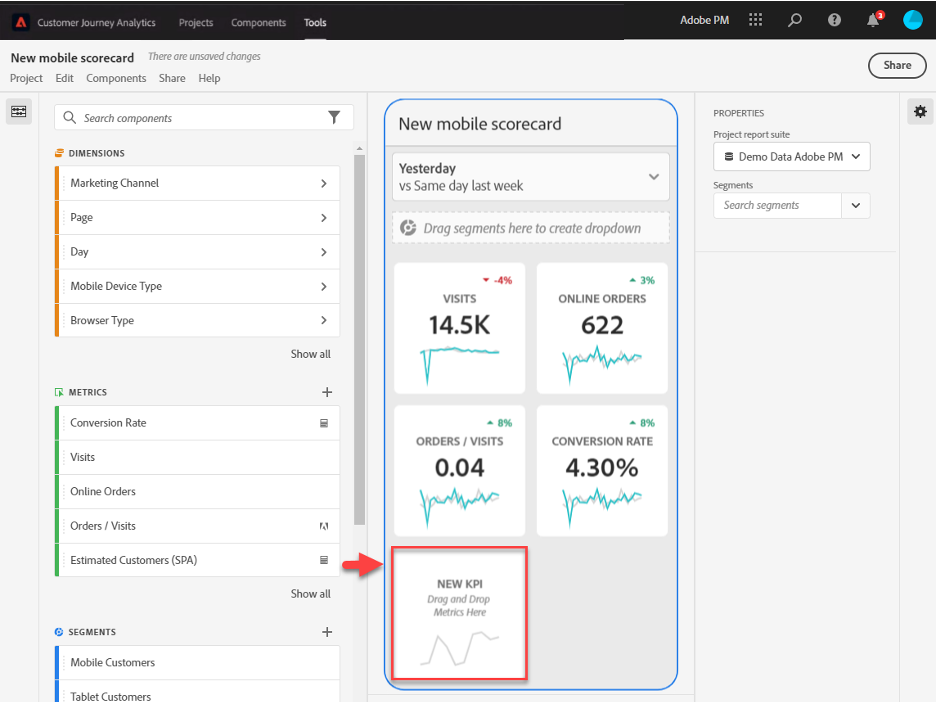 Customer Journey Analytics
Projects
Components
Tools
Adobe PM
3
New mobile scorecard
There are unsaved changes
Project
Edit
Components
Share
Help
Share
Search components
DIMENSIONS
Marketing Channel
Page
Day
Mobile Device Type
Browser Type
Show all
METRICS
Conversion Rate
Visits
Online Orders
Orders / Visits
Estimated Customers (SPA)
Show all
SEGMENTS
Mobile Customers
Tablet Customers
New mobile scorecard
Yesterday
vs Same day last week
Drag segments here to create dropdown
-4%
VISITS
14.5K
3%
ONLINE ORDERS
622
8%
ORDERS / VISITS
0.04
8%
CONVERSION RATE
4.30%
NEW KPI
Drag and Drop
Metrics Here
PROPERTIES
Project report suite
Demo Data Adobe PM
Segments
Search segments